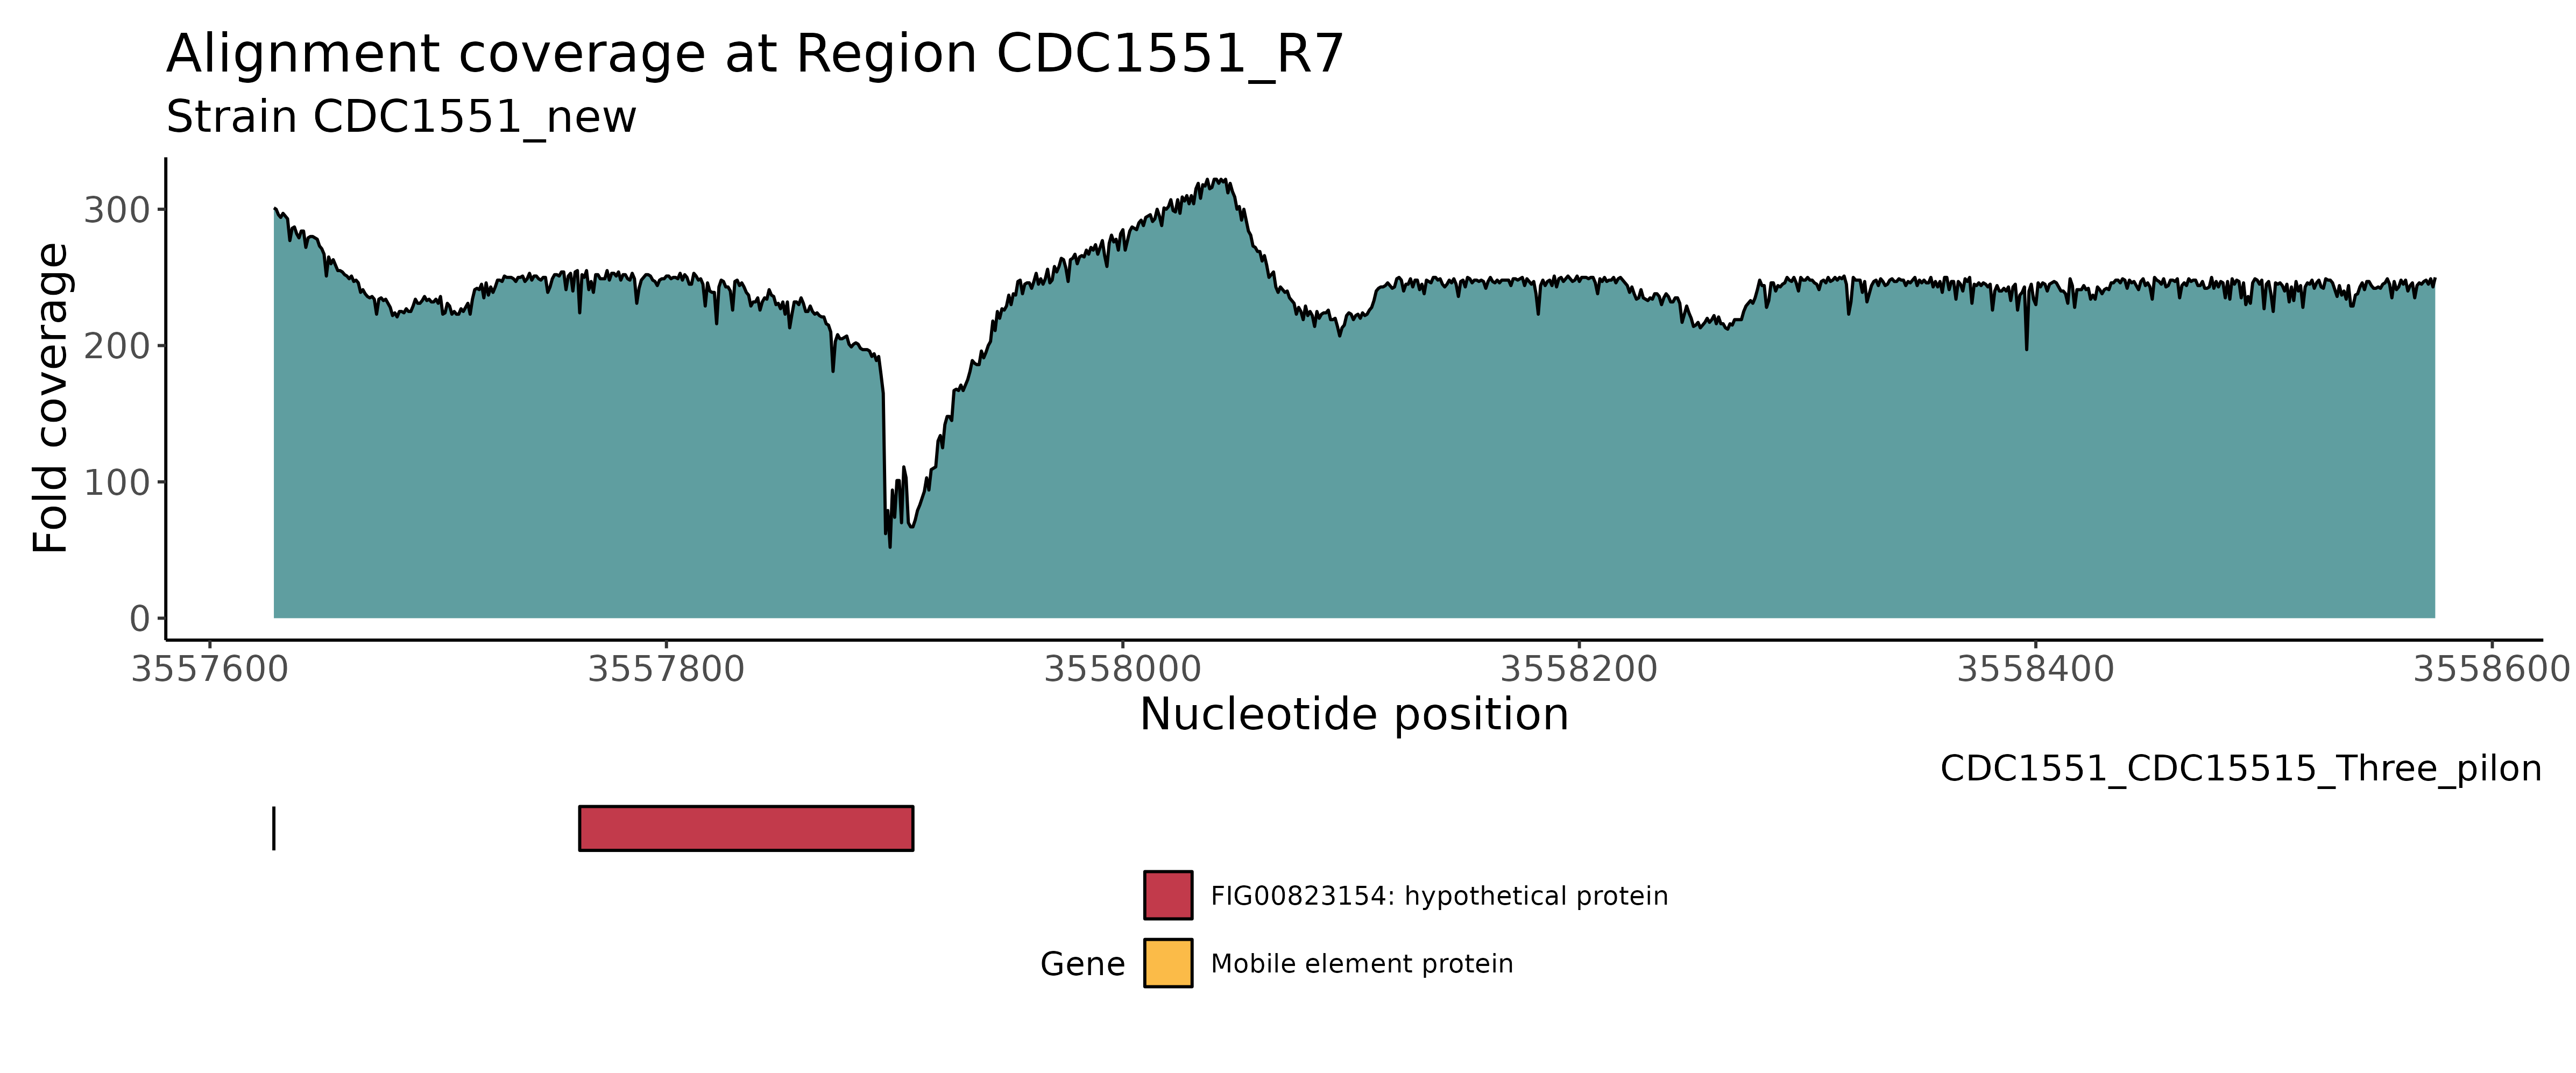 Alignment coverage at Region CDC1551_R7
Strain CDC1551_new
Fold coverage
300
200
100
0
3557600 3557800 3558000 3558200 3558400 3558600
Nucleotide position
CDC1551_CDC15515_Three_pilon
FIG00823154: hypothetical protein
Gene Mobile element protein